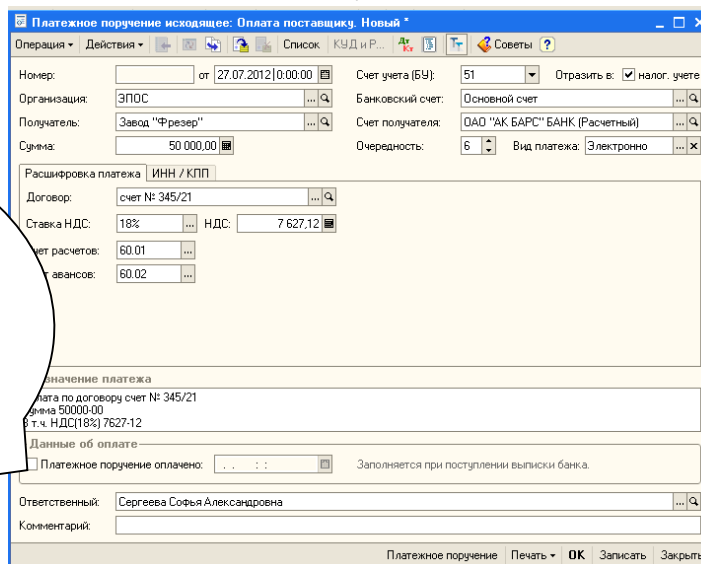 Платежное поручение исходящее: Оплата поставщику. Новый *
Операция Действия Список КУДиР... Дт Кт Советы ?
Номер: от 27.07.2012 0:00:00 Счет учета (БУ): 51 Отразить в: налог. учете
Организация: ЭПОС ... Банковский счет: Основной счет ...
Получатель: Завод "Фрезер" ... Счет получателя: ОАО "АК БАРС" БАНК (Расчетный) ...
Сумма: 50 000,00 Очередность: 6 Вид платежа: Электронно ... x
Расшифровка платежа ИНН / КПП
Договор: счет № 345/21 ...
Ставка НДС: 18% ... НДС: 7 627,12
расчетов: 60.01 ...
авансов: 60.02 ...
платежа
по договору счет № 345/21
50000-00
т.ч. НДС(18%) 7627-12
Данные об оплате
Платежное поручение оплачено: . . : : Заполняется при поступлении выписки банка.
Ответственный: Сергеева Софья Александровна ...
Комментарий:
Платежное поручение Печать OK Записать Закрыть